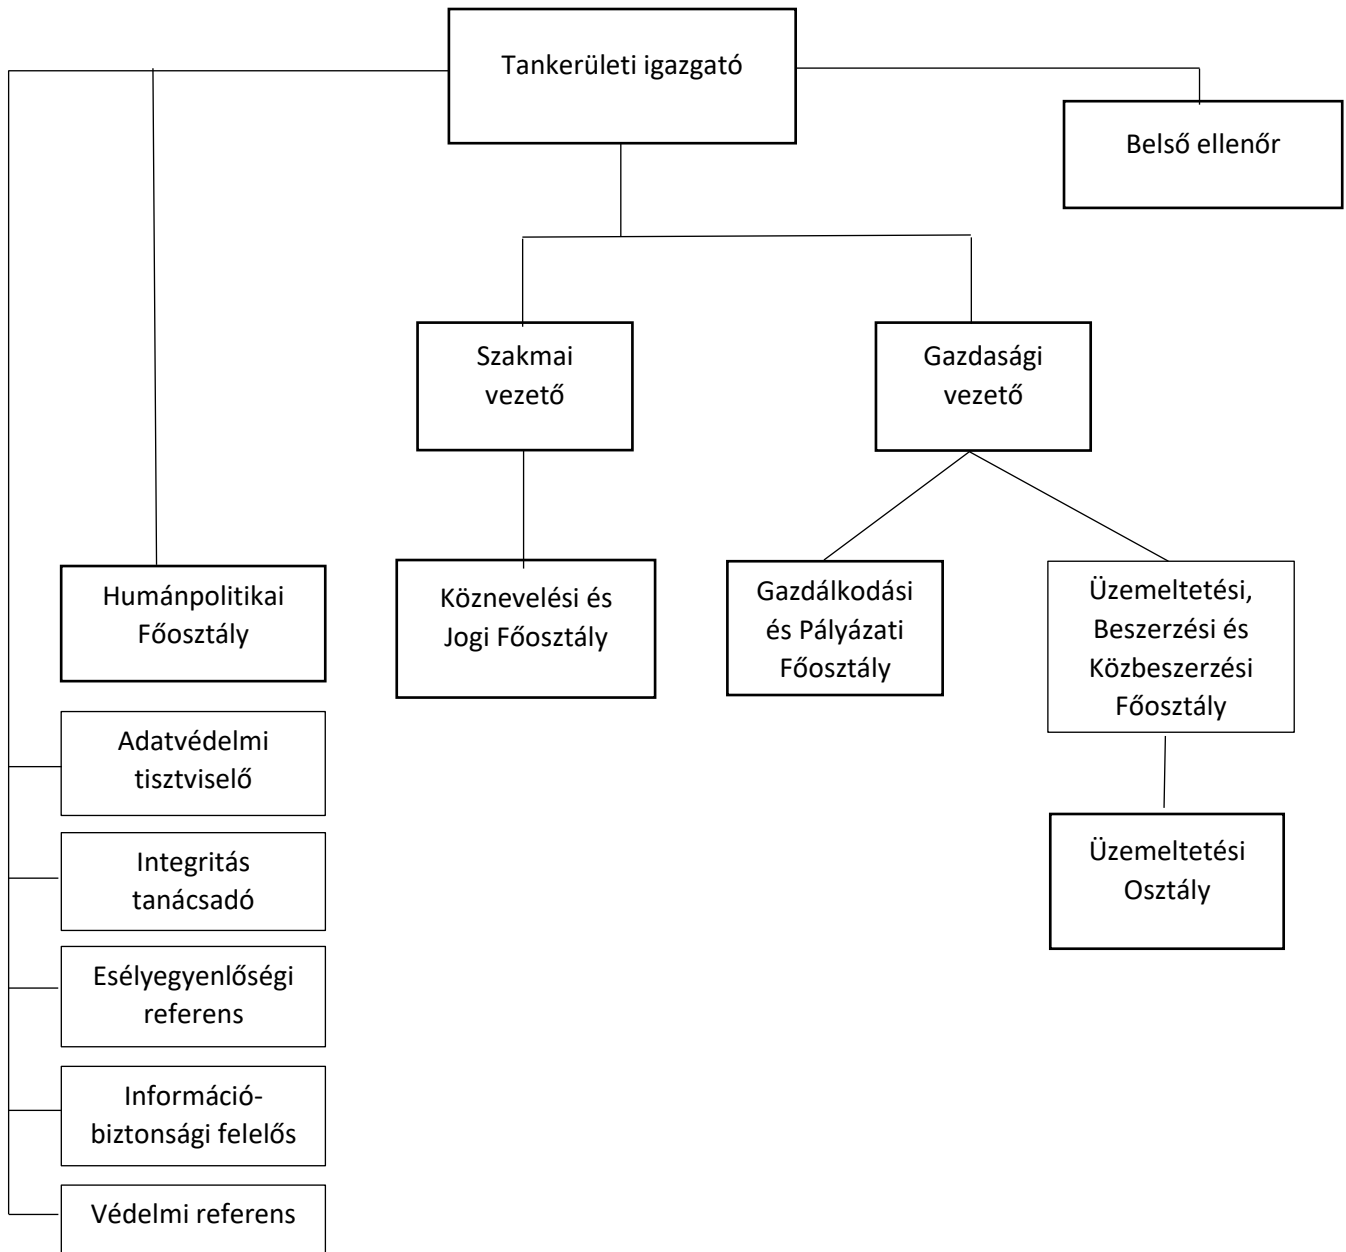 Tankerületi igazgató
Belső ellenőr
Szakmai
vezető
Gazdasági
vezető
Humánpolitikai
Főosztály
Köznevelési és
Jogi Főosztály
Gazdálkodási
és Pályázati
Főosztály
Üzemeltetési,
Beszerzési és
Közbeszerzési
Főosztály
Adatvédelmi
tisztviselő
Üzemeltetési
Osztály
Integritás
tanácsadó
Esélyegyenlőségi
referens
Információ-
biztonsági felelős
Védelmi referens